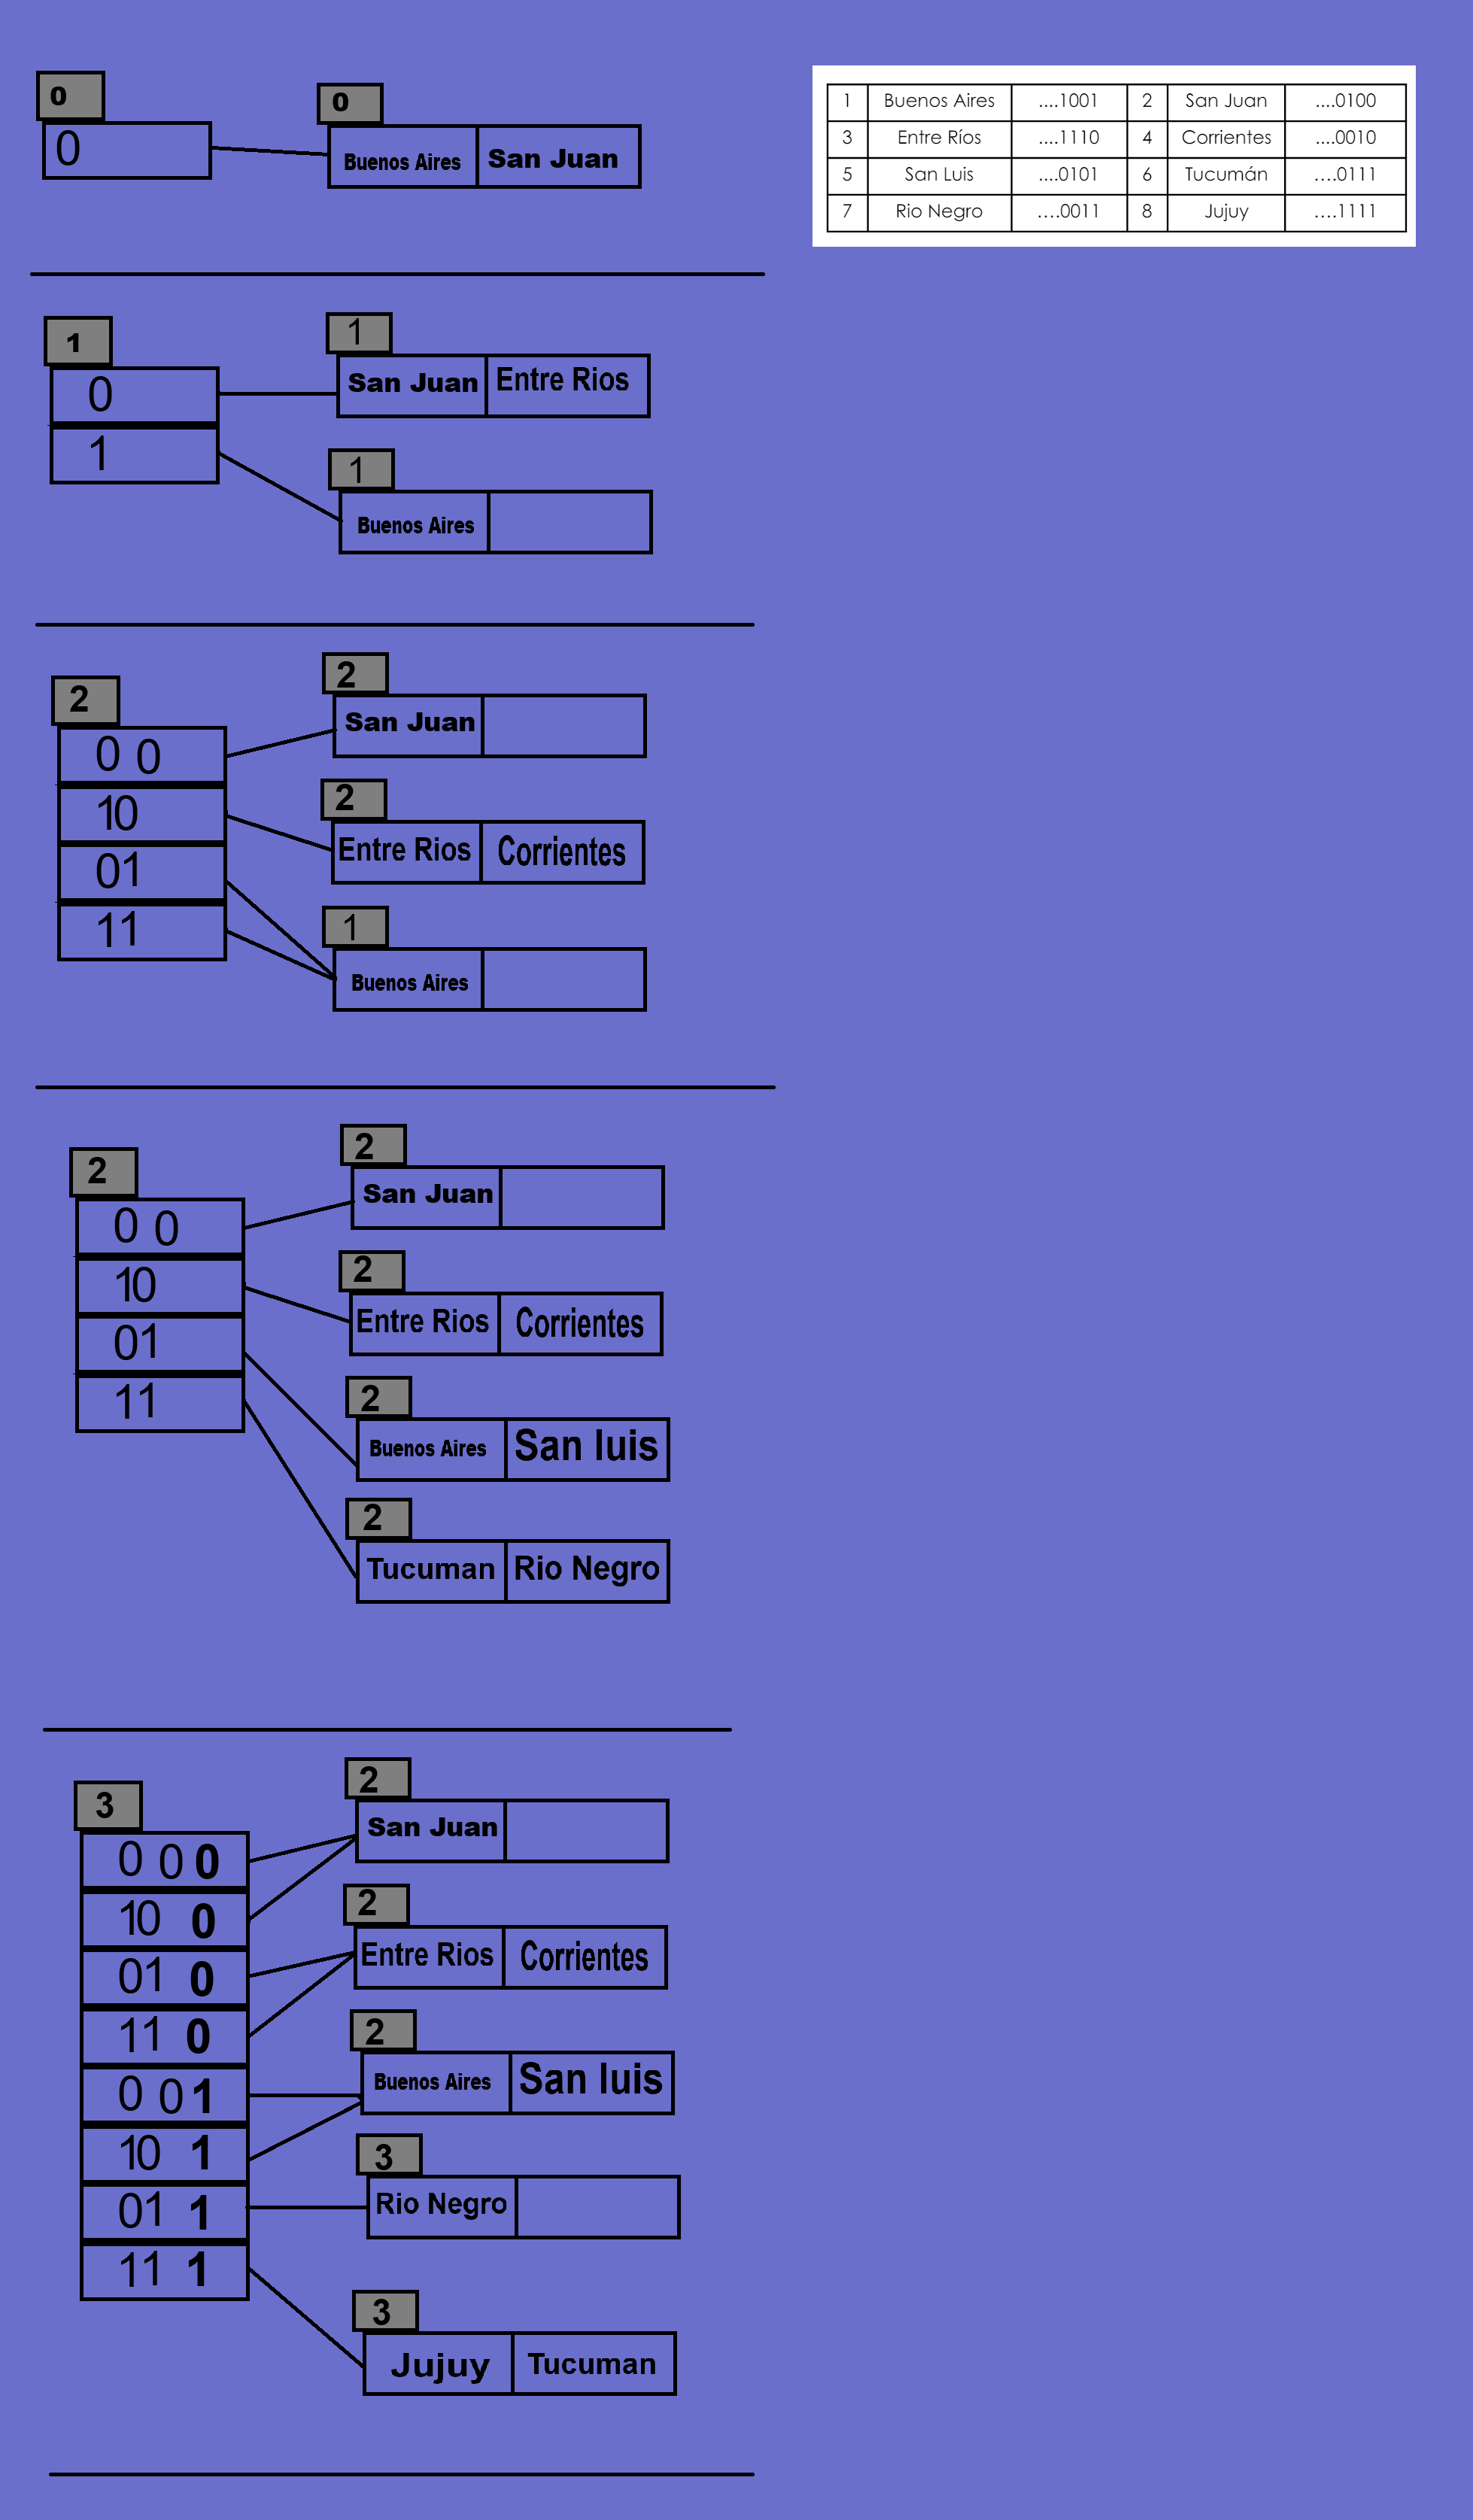 0
0
0
Buenos Aires San Juan
1 Buenos Aires ....1001 2 San Juan ....0100
3 Entre Ríos ....1110 4 Corrientes ....0010
5 San Luis ....0101 6 Tucumán ....0111
7 Rio Negro ....0011 8 Jujuy ....1111
1
0
1
1
San Juan Entre Rios
1
Buenos Aires
2
0 0
10
01
11
2
San Juan
2
Entre Rios Corrientes
1
Buenos Aires
2
0 0
10
01
11
2
San Juan
2
Entre Rios Corrientes
2
Buenos Aires San luis
2
Tucuman Rio Negro
3
0 0 0
10 0
01 0
11 0
0 0 1
10 1
01 1
11 1
2
San Juan
2
Entre Rios Corrientes
2
Buenos Aires San luis
3
Rio Negro
3
Jujuy Tucuman